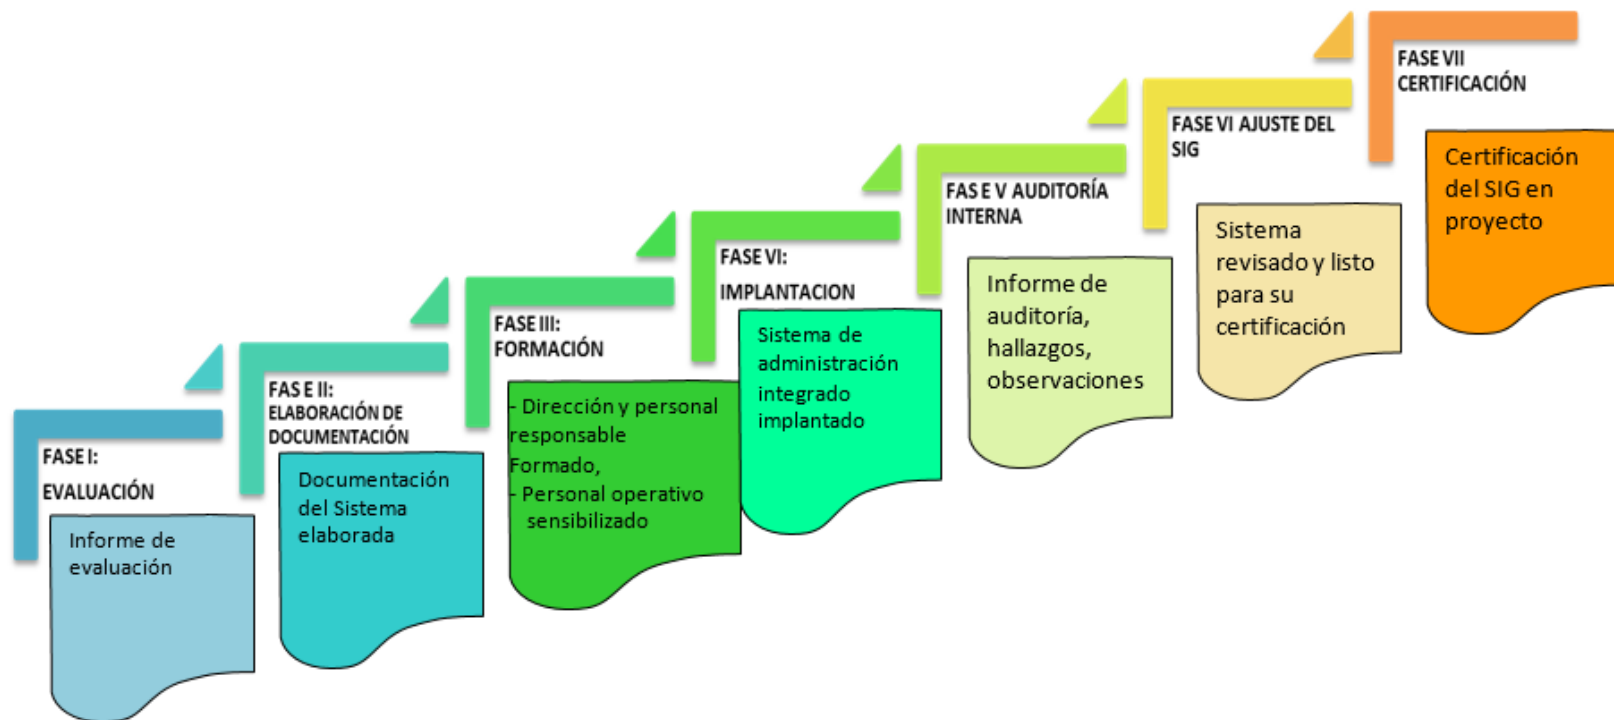 FASE I:
EVALUACIÓN
Informe de
evaluación
FAS E II:
ELABORACIÓN DE
DOCUMENTACIÓN
Documentación
del Sistema
elaborada
FASE III:
FORMACIÓN
- Dirección y personal
responsable
Formado,
- Personal operativo
sensibilizado
FASE VI:
IMPLANTACION
Sistema de
administración
integrado
implantado
FAS E V AUDITORÍA
INTERNA
Informe de
auditoría,
hallazgos,
observaciones
FASE VI AJUSTE DEL
SIG
Sistema
revisado y listo
para su
certificación
FASE VII
CERTIFICACIÓN
Certificación
del SIG en
proyecto